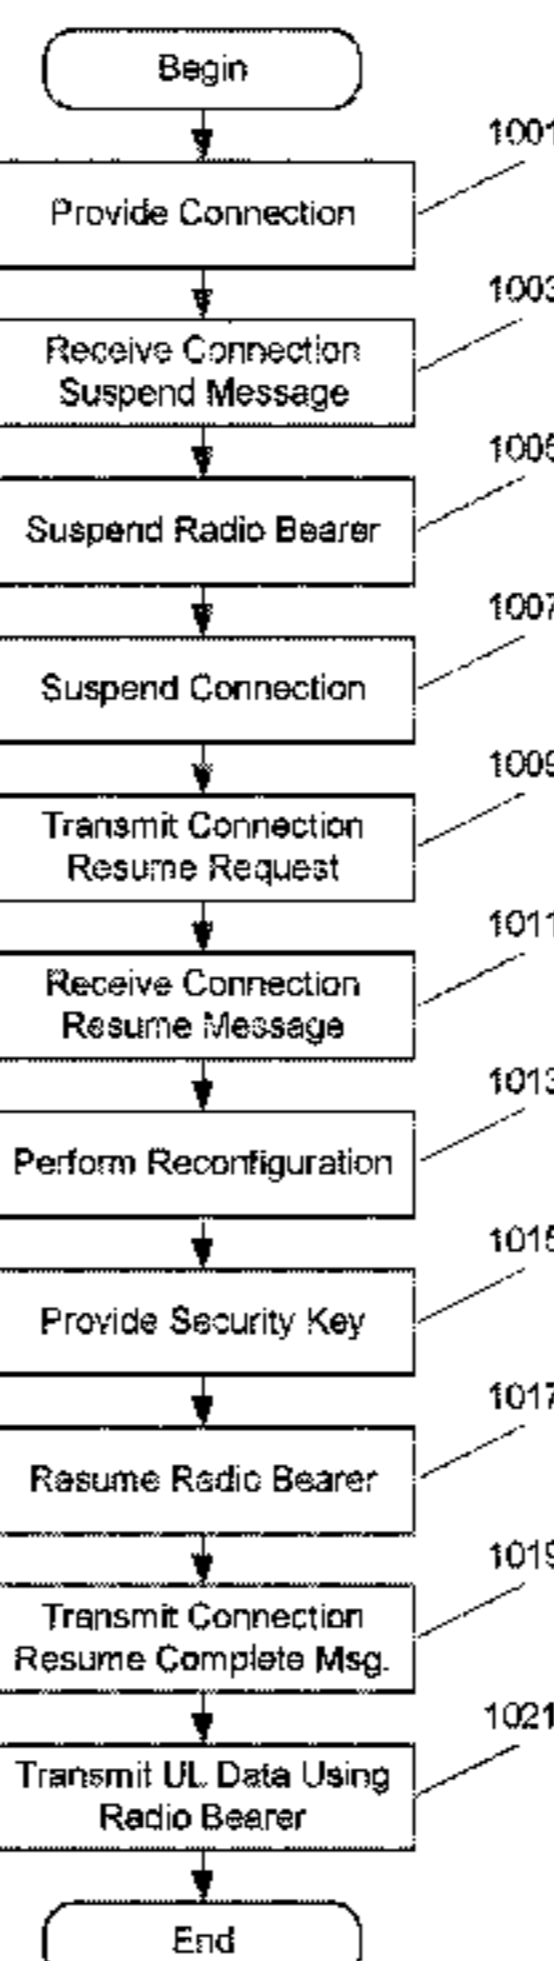 Begin
1001
Provide Connection
1003
Receive Connection
Suspend Message
1005
Suspend Radio Bearer
1007
Suspend Connection
1009
Transmit Connection
Resume Request
1011
Receive Connection
Resume Message
1013
Perform Reconfiguration
1015
Provide Security Key
1017
Resume Radio Bearer
1019
Transmit Connection
Resume Complete Msg.
1021
Transmit UL Data Using
Radio Bearer
End